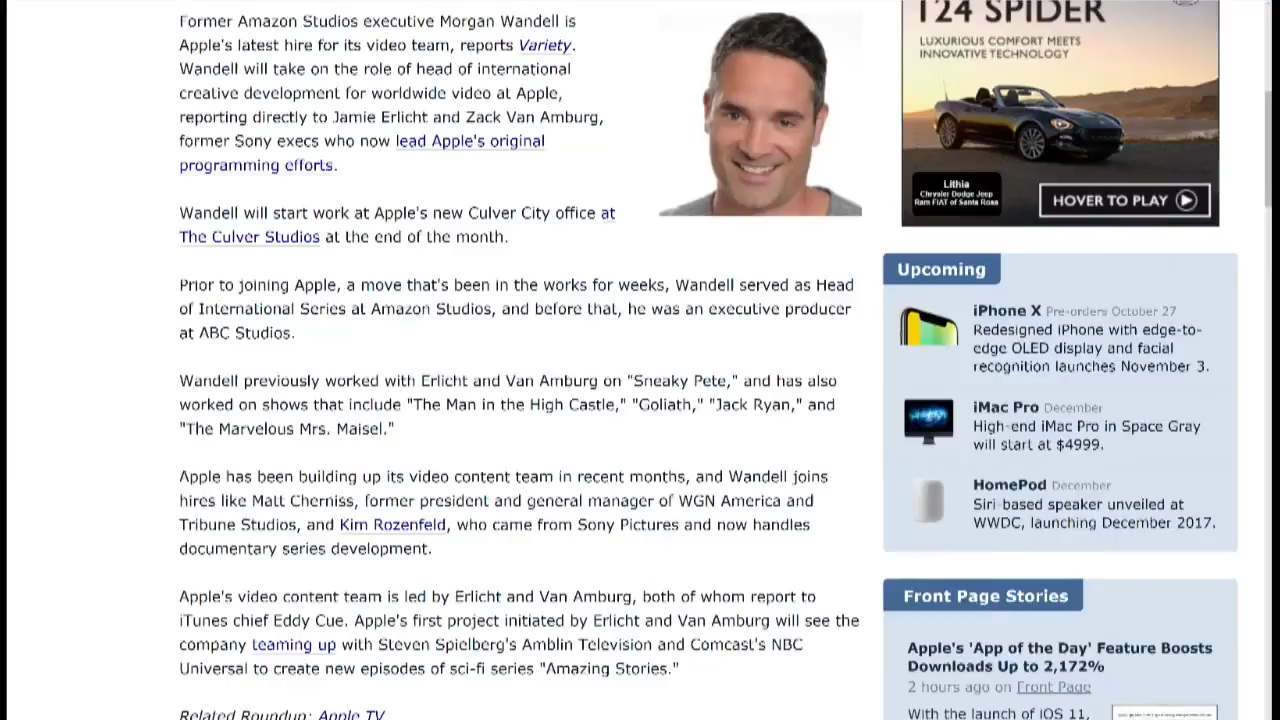 Former Amazon Studios executive Morgan Wandell is
Apple's latest hire for its video team, reports Variety.
Wandell will take on the role of head of international
creative development for worldwide video at Apple,
reporting directly to Jamie Erlicht and Zack Van Amburg,
former Sony execs who now lead Apple's original
programming efforts.
Wandell will start work at Apple's new Culver City office at
The Culver Studios at the end of the month.
Prior to joining Apple, a move that's been in the works for weeks, Wandell served as Head
of International Series at Amazon Studios, and before that, he was an executive producer
at ABC Studios.
Wandell previously worked with Erlicht and Van Amburg on "Sneaky Pete," and has also
worked on shows that include "The Man in the High Castle," "Goliath," "Jack Ryan," and
"The Marvelous Mrs. Maisel."
Apple has been building up its video content team in recent months, and Wandell joins
hires like Matt Cherniss, former president and general manager of WGN America and
Tribune Studios, and Kim Rozenfeld, who came from Sony Pictures and now handles
documentary series development.
Apple's video content team is led by Erlicht and Van Amburg, both of whom report to
iTunes chief Eddy Cue. Apple's first project initiated by Erlicht and Van Amburg will see the
company teaming up with Steven Spielberg's Amblin Television and Comcast's NBC
Universal to create new episodes of sci-fi series "Amazing Stories."
Related Roundup: Apple TV
124 SPIDER
LUXURIOUS COMFORT MEETS
INNOVATIVE TECHNOLOGY
Lithia
Chrysler Dodge Jeep
Ram FIAT of Santa Rosa
HOVER TO PLAY
Upcoming
iPhone X Pre-orders October 27
Redesigned iPhone with edge-to-
edge OLED display and facial
recognition launches November 3.
iMac Pro December
High-end iMac Pro in Space Gray
will start at $4999.
HomePod December
Siri-based speaker unveiled at
WWDC, launching December 2017.
Front Page Stories
Apple's 'App of the Day' Feature Boosts
Downloads Up to 2,172%
2 hours ago on Front Page
With the launch of iOS 11,